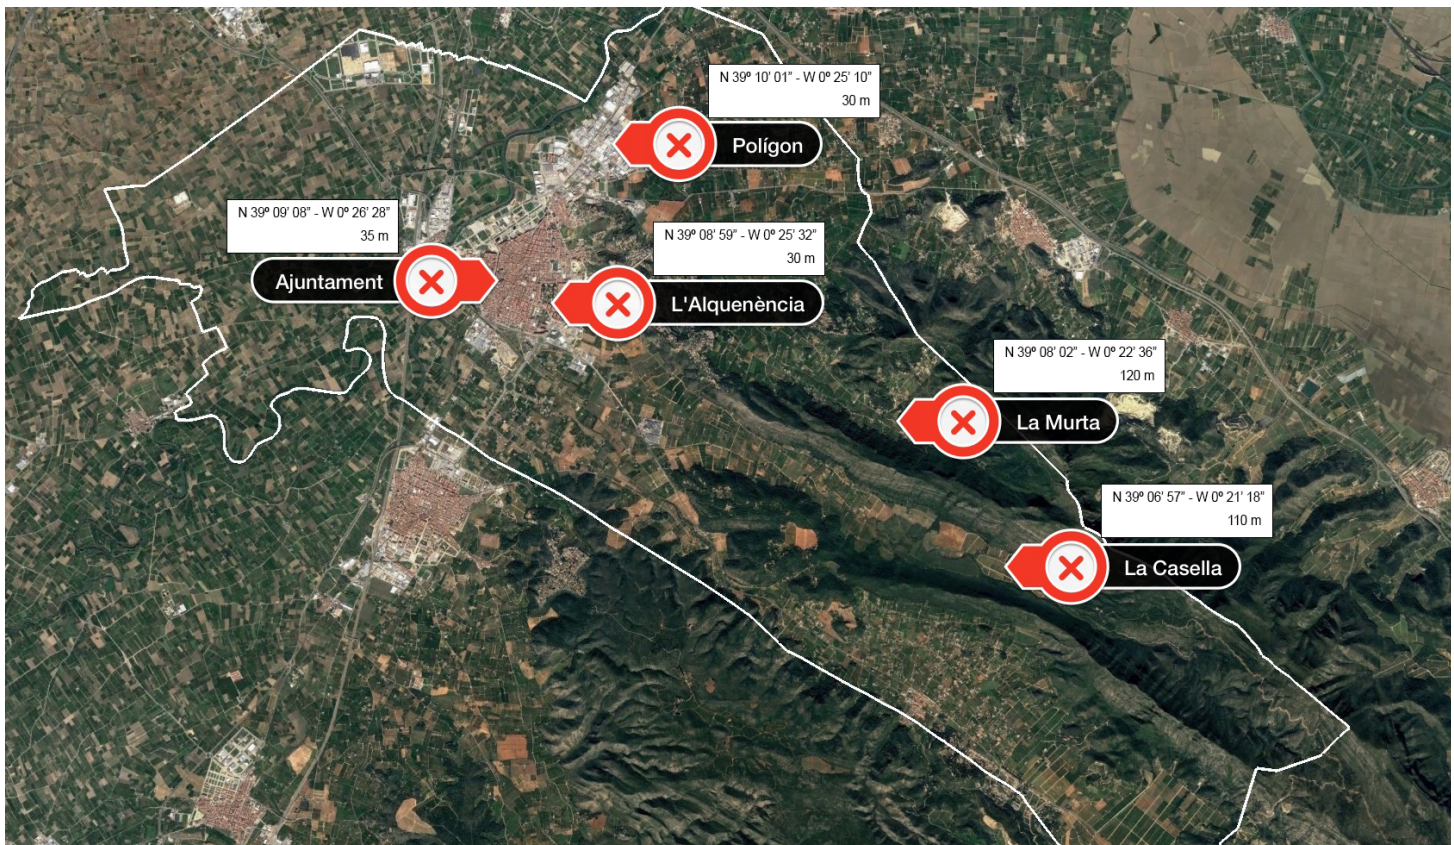 N 39º 10' 01" - W 0º 25' 10"
30 m
Polígon
N 39º 09' 08" - W 0º 26' 28"
35 m
Ajuntament
N 39º 08' 59" - W 0º 25' 32"
30 m
L'Alquenència
N 39º 08' 02" - W 0º 22' 36"
120 m
La Murta
N 39º 06' 57" - W 0º 21' 18"
110 m
La Casella